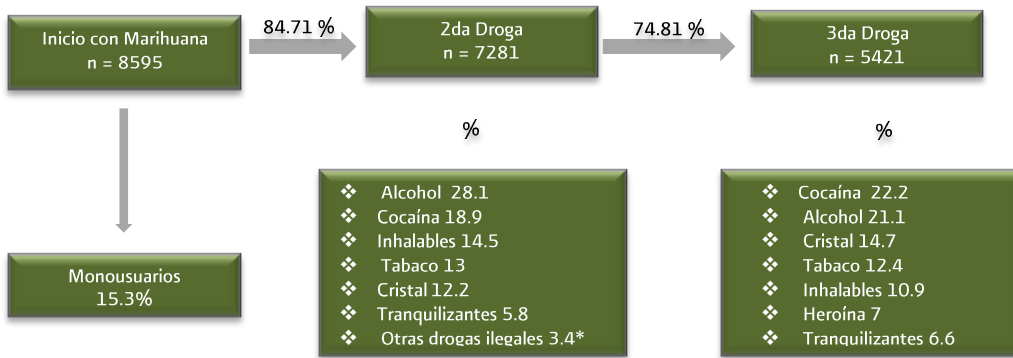 Inicio con Marihuana
n = 8595
84.71 %
2da Droga
n = 7281
74.81 %
3da Droga
n = 5421
Monousuarios
15.3%
%
❖ Alcohol 28.1
❖ Cocaína 18.9
❖ Inhalables 14.5
❖ Tabaco 13
❖ Cristal 12.2
❖ Tranquilizantes 5.8
❖ Otras drogas ilegales 3.4*
%
❖ Cocaína 22.2
❖ Alcohol 21.1
❖ Cristal 14.7
❖ Tabaco 12.4
❖ Inhalables 10.9
❖ Heroína 7
❖ Tranquilizantes 6.6